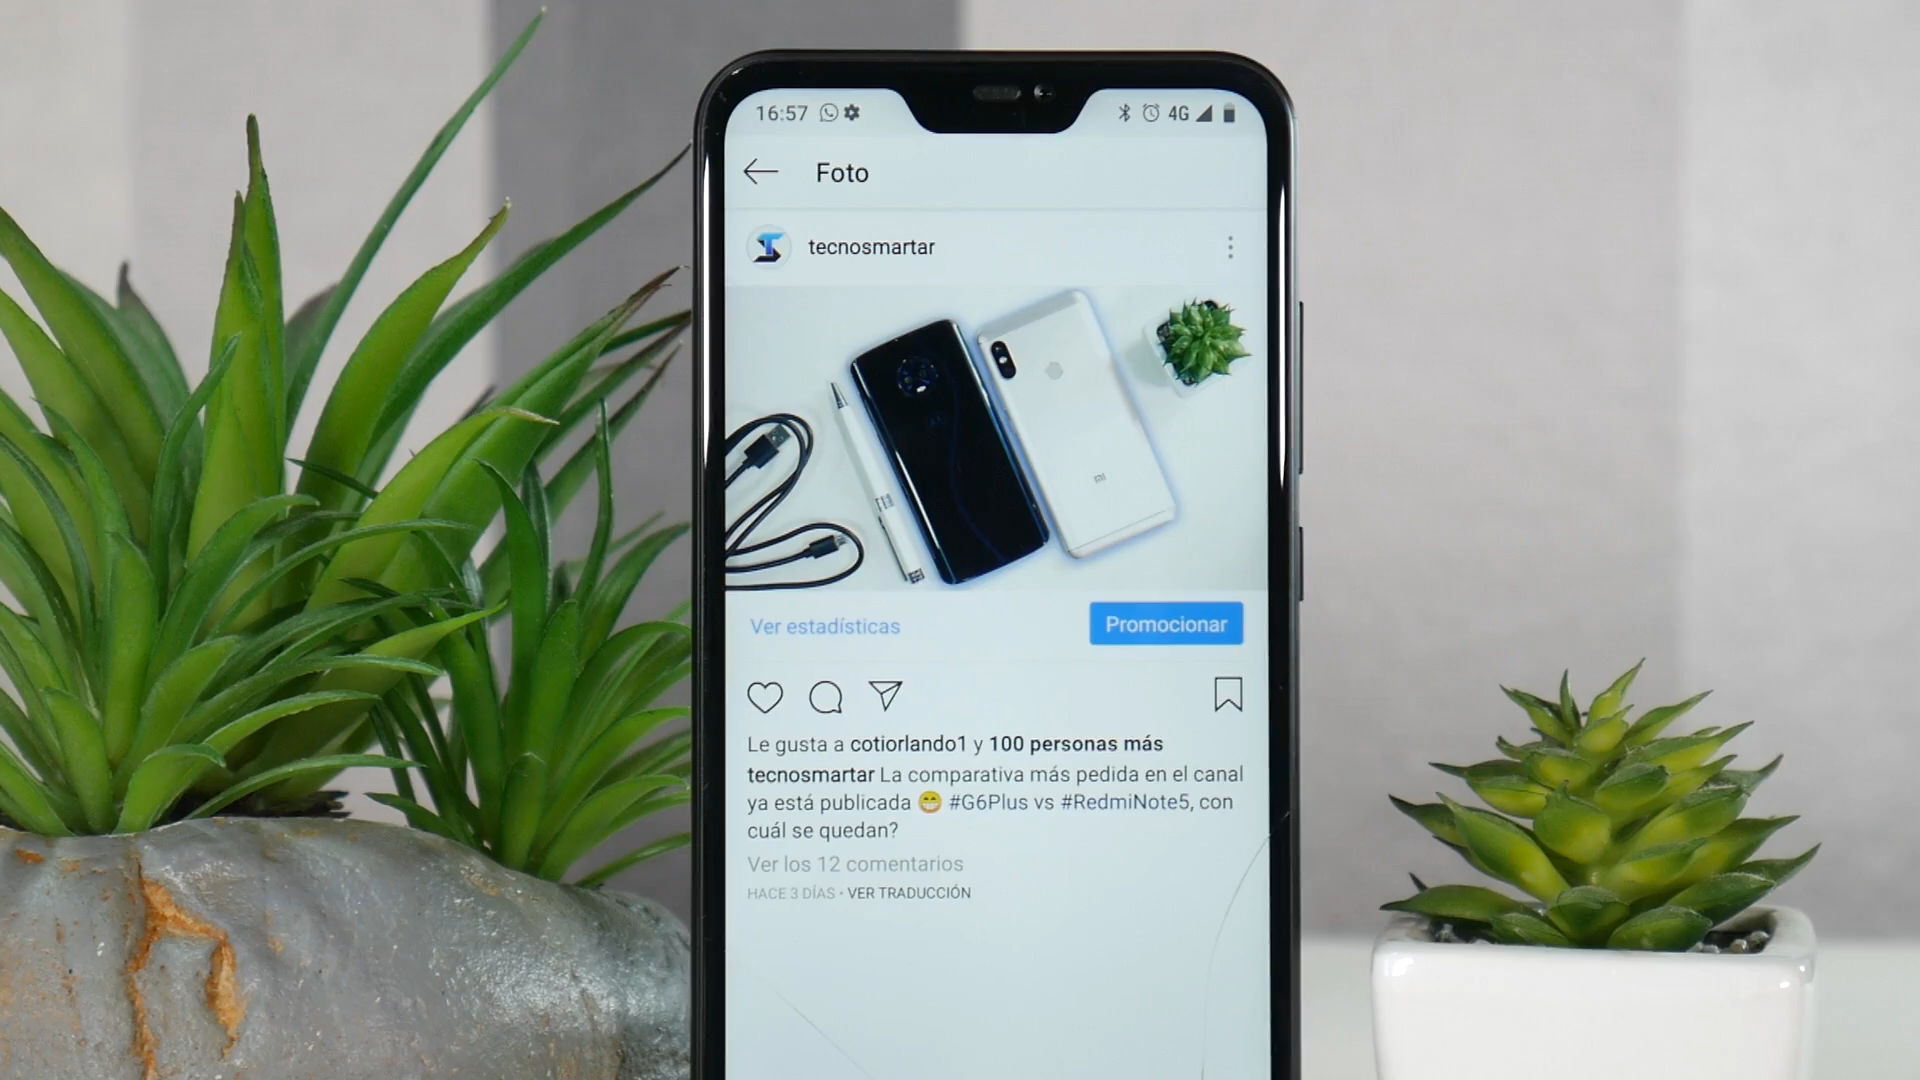 16:57 4G
Foto
tecnosmartar
mi
Ver estadísticas Promocionar
Le gusta a cotiorlando1 y 100 personas más
tecnosmartar La comparativa más pedida en el canal
ya está publicada 😁 #G6Plus vs #RedmiNote5, con
cuál se quedan?
Ver los 12 comentarios
HACE 3 DÍAS • VER TRADUCCIÓN